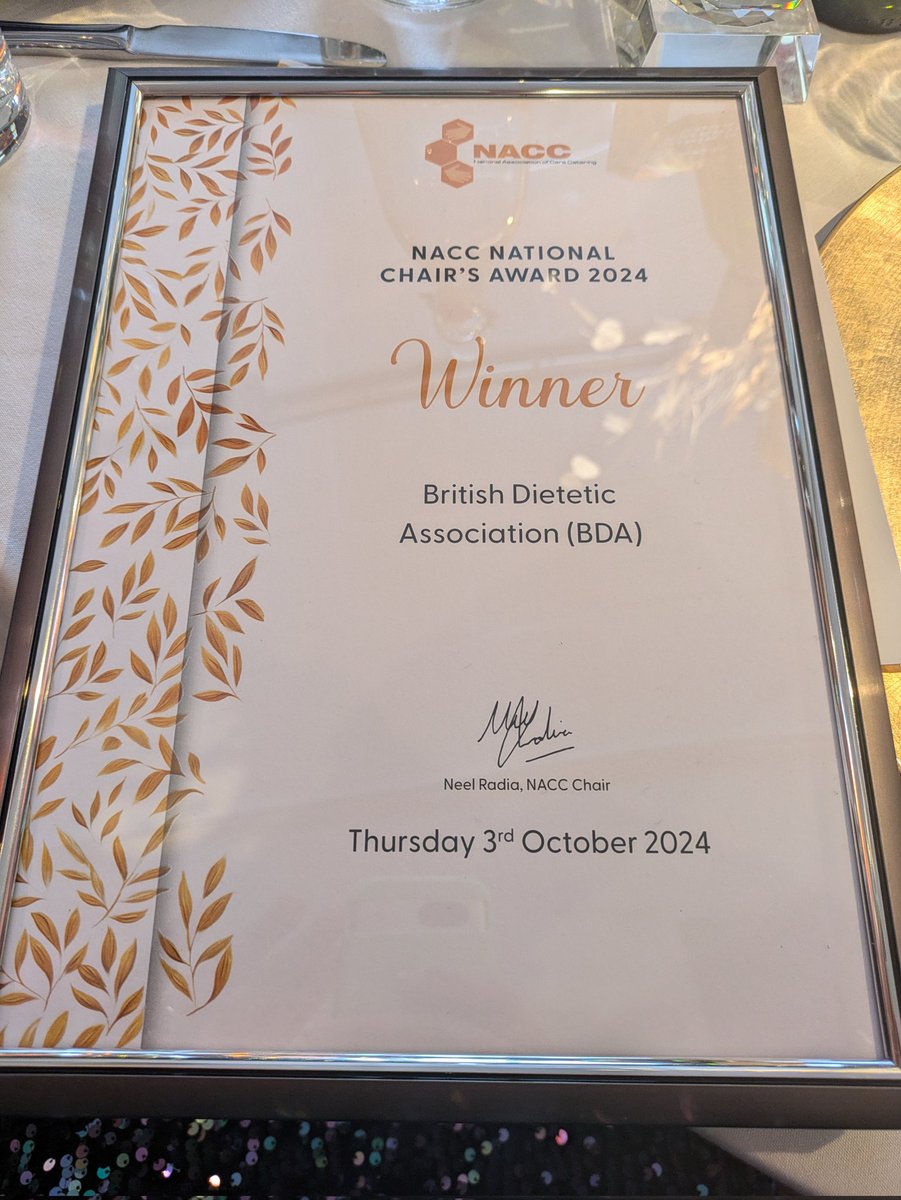 NACC
National Association of Care Catering
NACC NATIONAL
CHAIR'S AWARD 2024
Winner
British Dietetic
Association (BDA)
Neel Radia, NACC Chair
Thursday 3rd October 2024